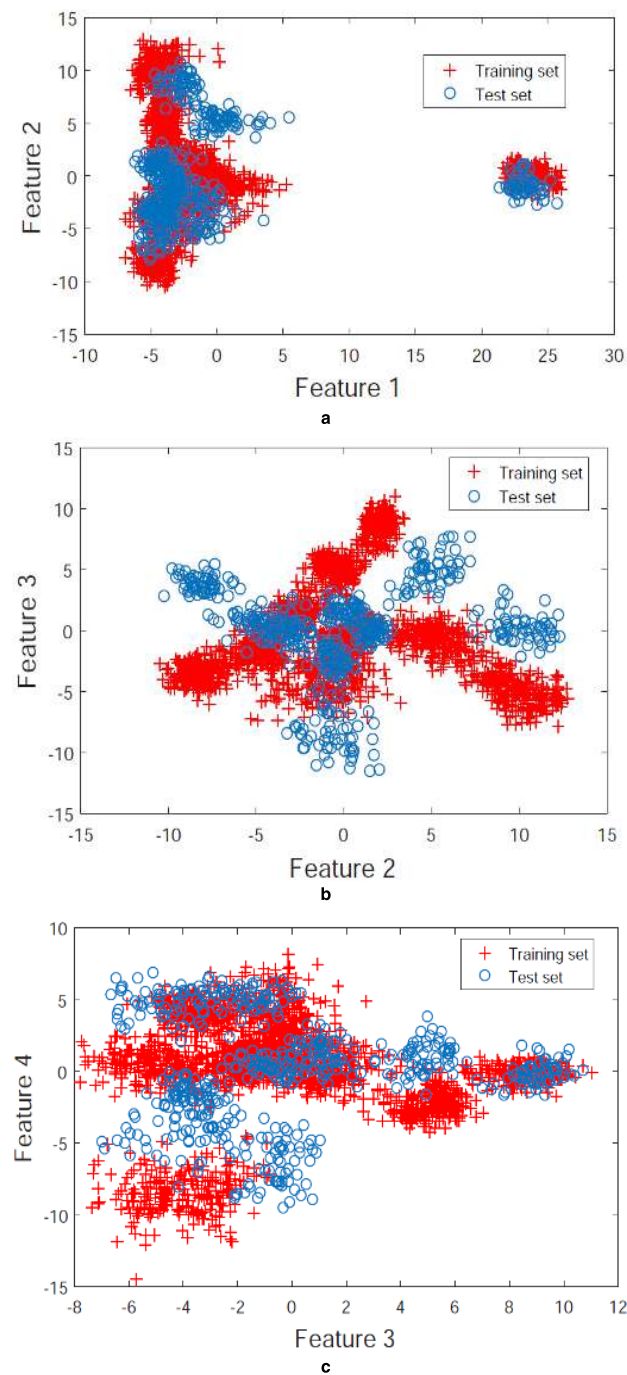 15
10
5
0
-5
-10
-15
Feature 2
Training set
Test set
-10 -5 0 5 10 15 20 25 30
Feature 1
a
15
10
5
0
-5
-10
-15
Feature 3
Training set
Test set
-15 -10 -5 0 5 10 15
Feature 2
b
10
5
0
-5
-10
-15
Feature 4
Training set
Test set
-8 -6 -4 -2 0 2 4 6 8 10 12
Feature 3
c